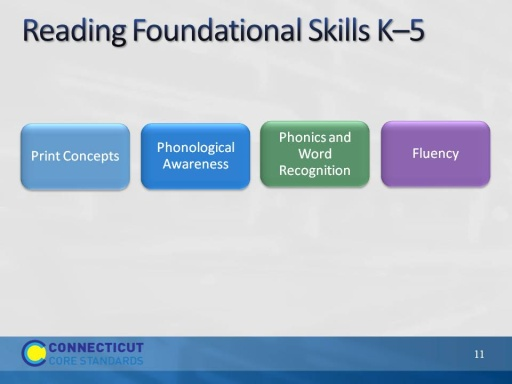 Reading Foundational Skills K–5
Print Concepts
Phonological
Awareness
Phonics and
Word
Recognition
Fluency
CONNECTICUT
CORE STANDARDS
11